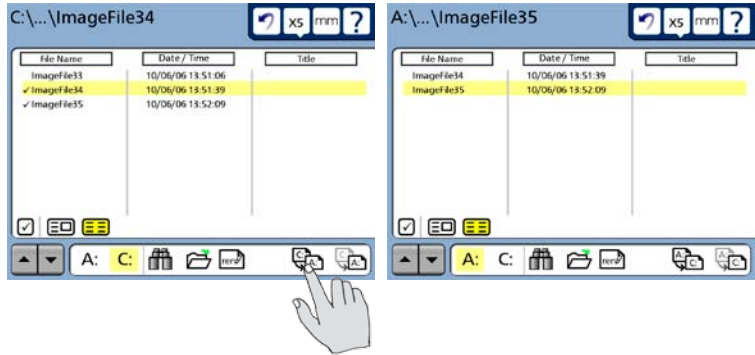 C:\...\ImageFile34
x5 mm ?
File Name Date / Time Title
ImageFile33 10/06/06 13:51:06
✓ImageFile34 10/06/06 13:51:39
✓ImageFile35 10/06/06 13:52:09
A: C: ren
C: A: C: A:
A:\...\ImageFile35
x5 mm ?
File Name Date / Time Title
ImageFile34 10/06/06 13:51:39
ImageFile35 10/06/06 13:52:09
A: C: ren
A: C: A: C: